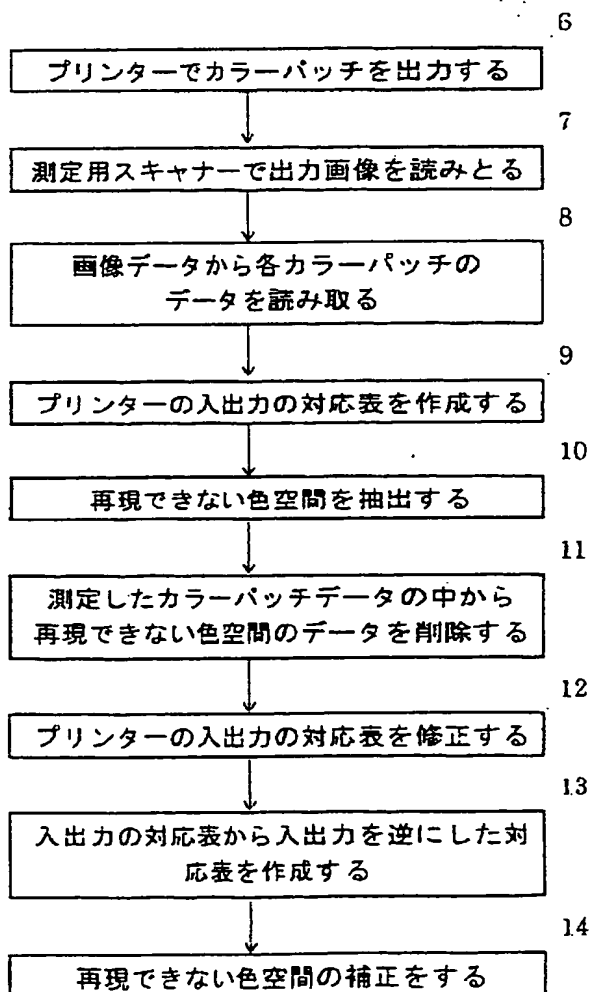 6
プリンターでカラーパッチを出力する
7
測定用スキャナーで出力画像を読みとる
8
画像データから各カラーパッチの
データを読み取る
9
プリンターの入出力の対応表を作成する
10
再現できない色空間を抽出する
11
測定したカラーパッチデータの中から
再現できない色空間のデータを削除する
12
プリンターの入出力の対応表を修正する
13
入出力の対応表から入出力を逆にした対
応表を作成する
14
再現できない色空間の補正をする